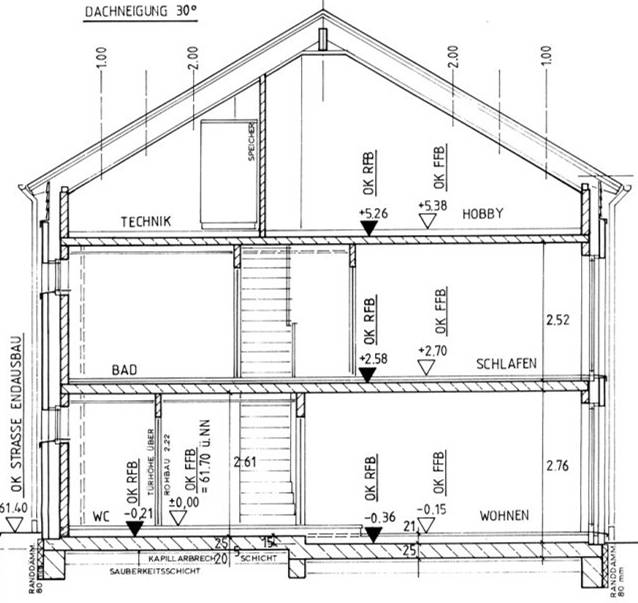 DACHNEIGUNG 30°
1.00
2.00
2.00
1.00
SPEICHER
OK RFB
OK FFB
+5.26
+5.38
TECHNIK
HOBBY
OK RFB
OK FFB
2.52
+2.58
+2.70
BAD
SCHLAFEN
OK STRASSE ENDAUSBAU
61.40
OK RFB
TÜRHÖHE ÜBER
ROHBAU 2.22
OK FFB
= 61.70 ü.NN
2.61
OK RFB
OK FFB
2.76
WC
-0,21
±0,00
-0.36
-0.15
21
WOHNEN
25
15
25
KAPILLARBRECH
20
5
SCHICHT
SAUBERKEITSSCHICHT
RANDDÄMM
80 mm
RANDDÄMM
80 mm